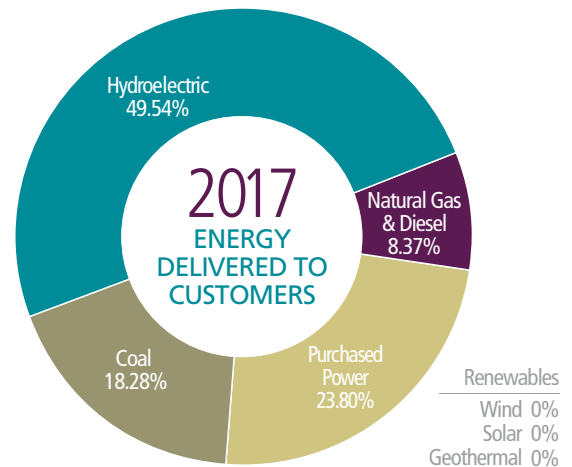 Hydroelectric
49.54%
2017
ENERGY
DELIVERED TO
CUSTOMERS
Natural Gas
& Diesel
8.37%
Coal
18.28%
Purchased
Power
23.80%
Renewables
Wind 0%
Solar 0%
Geothermal 0%